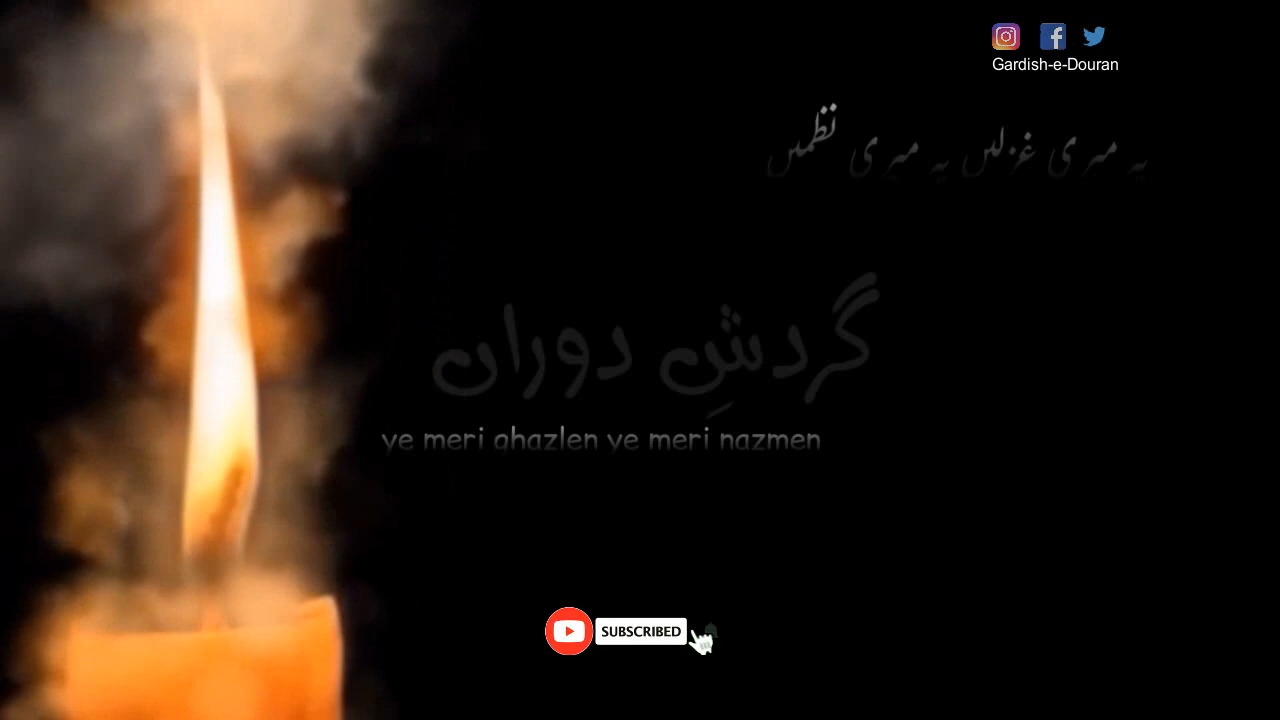 Gardish-e-Douran
یہ میری غزلیں یہ میری نظمیں
گردشِ دوراں
ye meri ghazlen ye meri nazmen
SUBSCRIBED